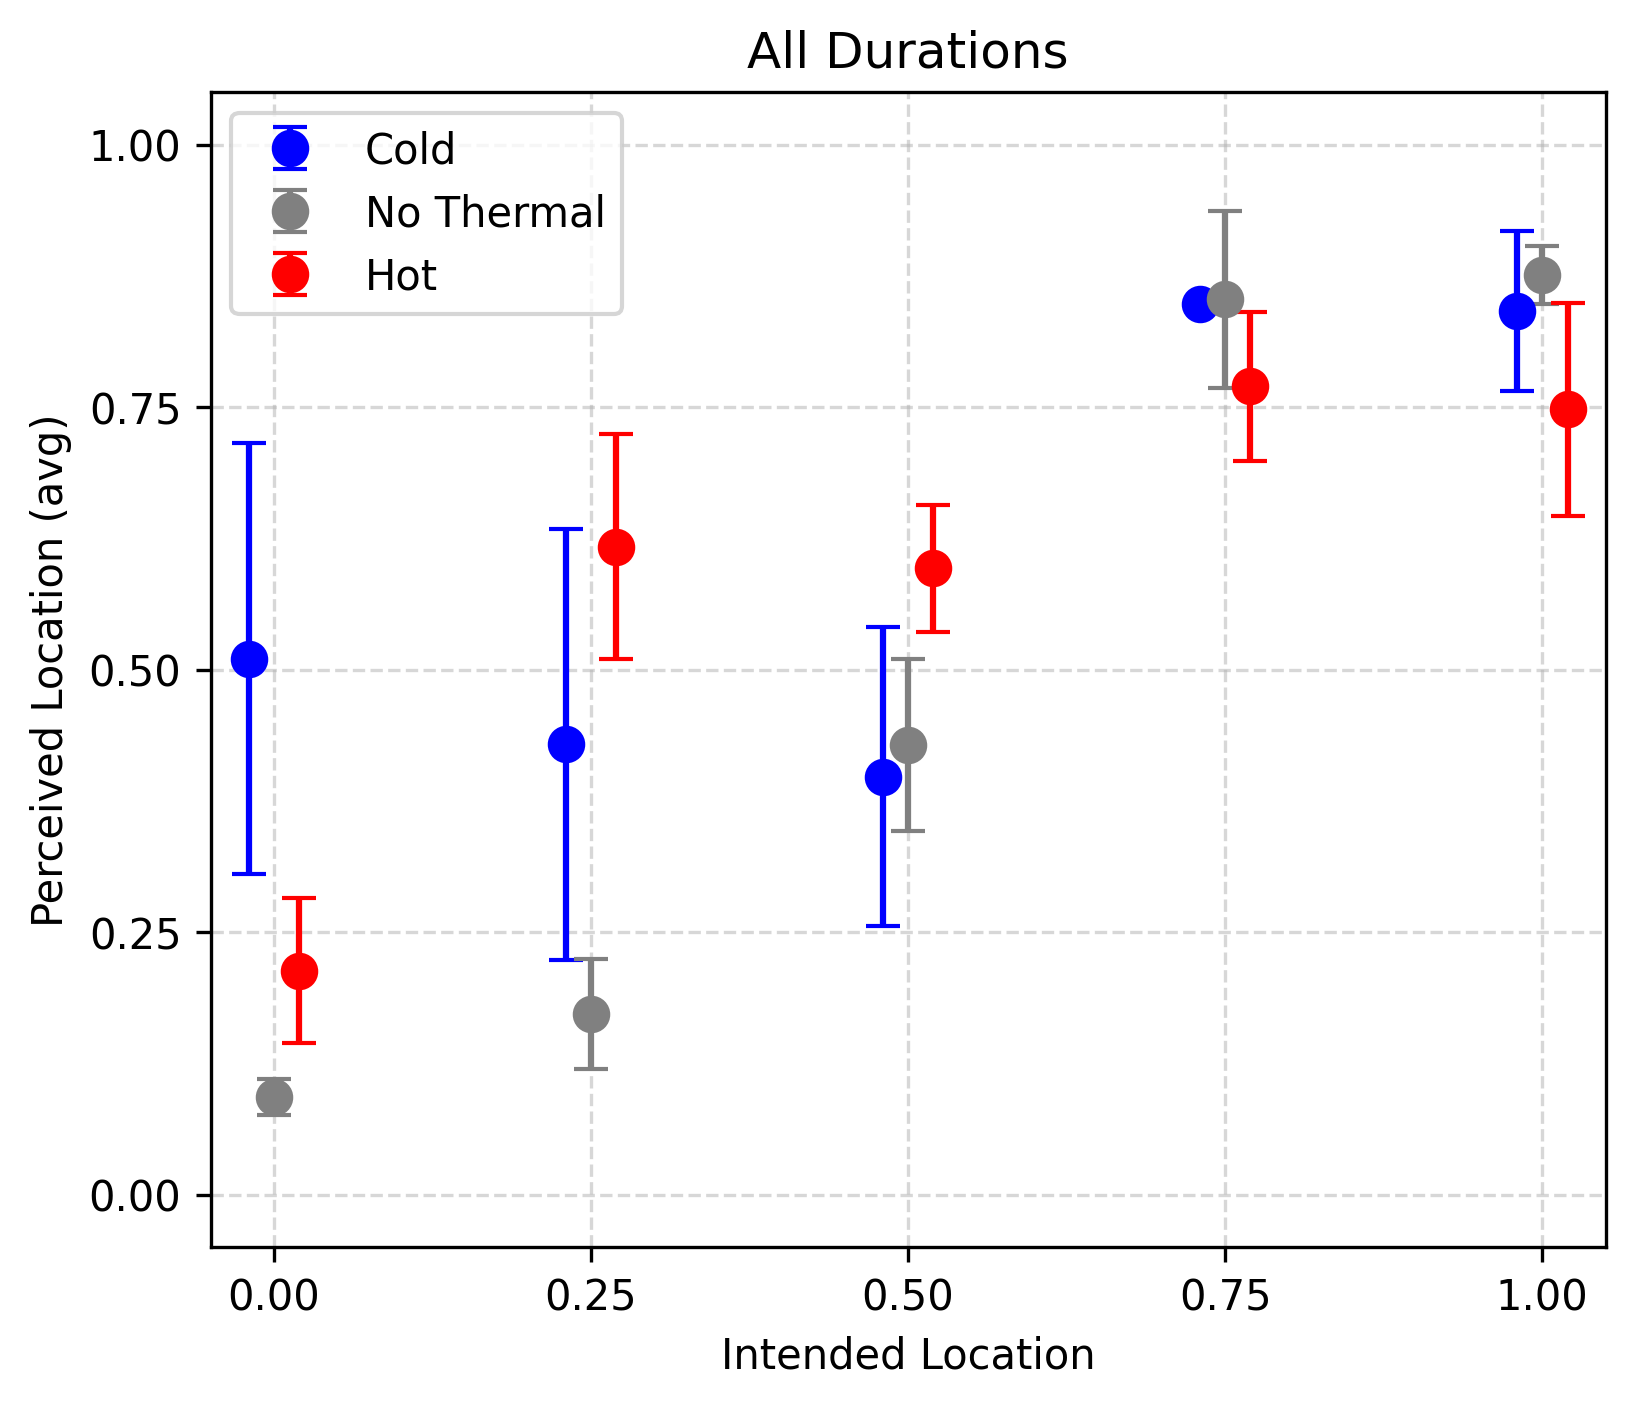 All Durations
Cold
No Thermal
Hot
1.00
0.75
0.50
0.25
0.00
Perceived Location (avg)
0.00 0.25 0.50 0.75 1.00
Intended Location